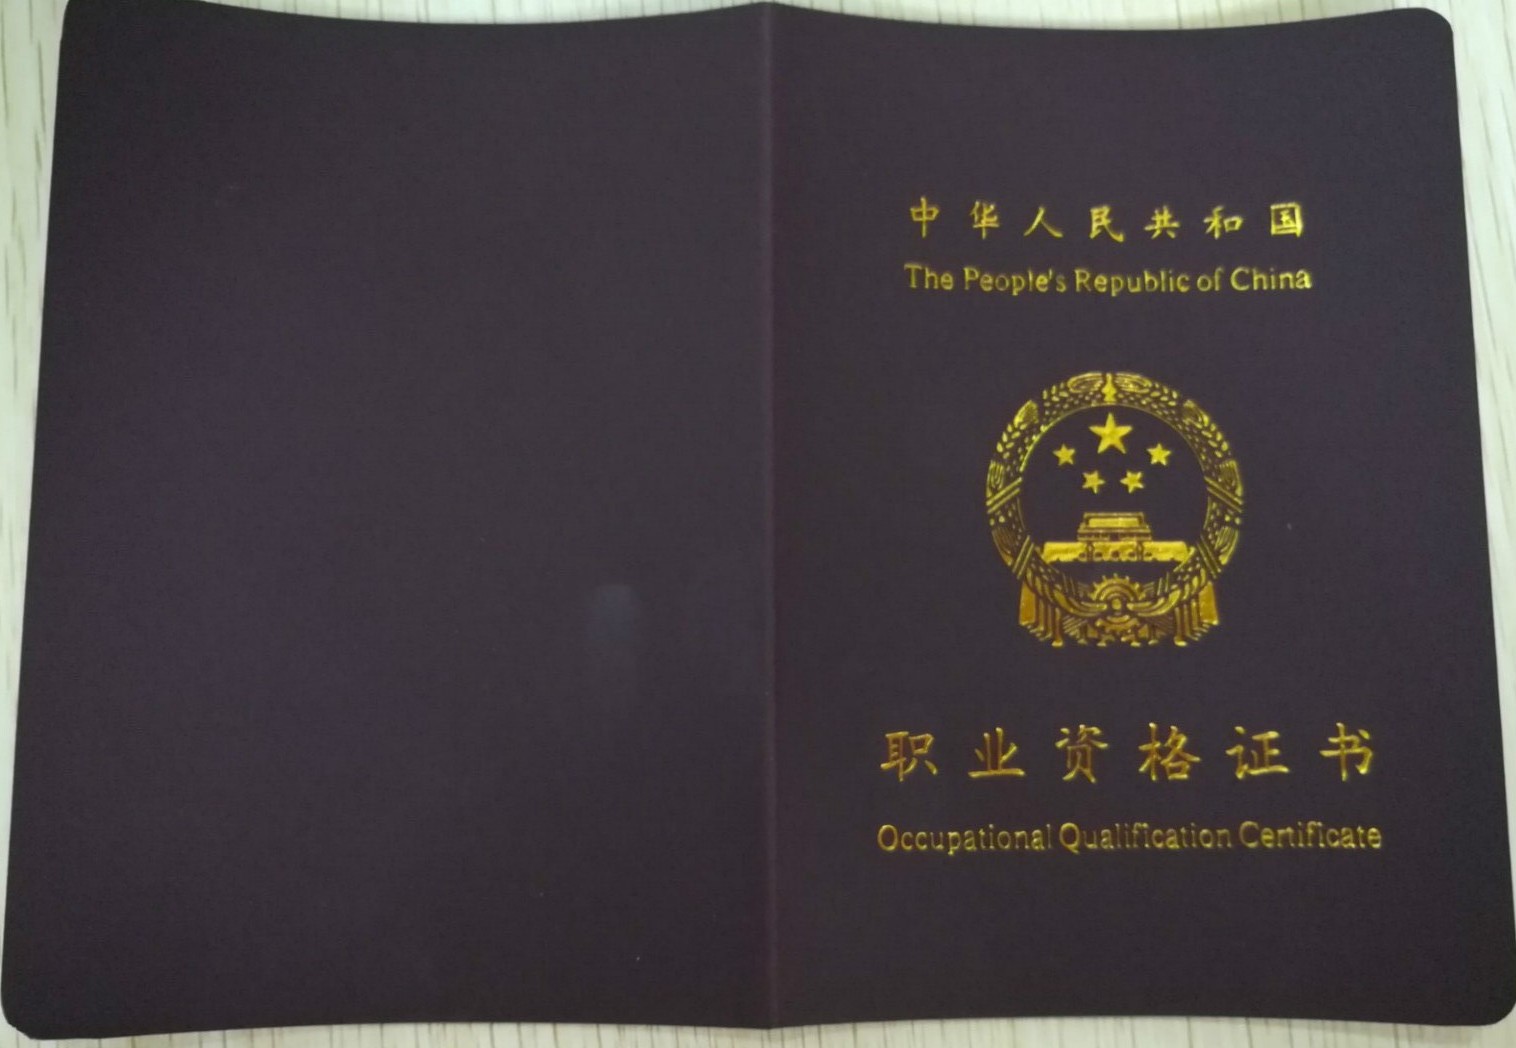 中华人民共和国
The People's Republic of China
职业资格证书
Occupational Qualification Certificate